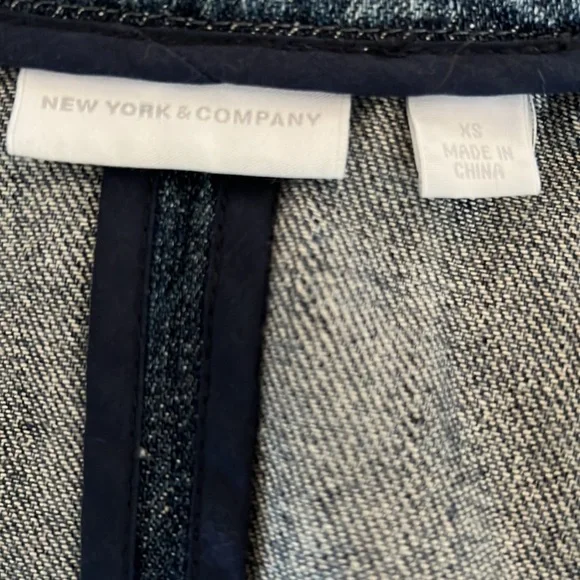 NEW YORK & COMPANY
XS
MADE IN
CHINA